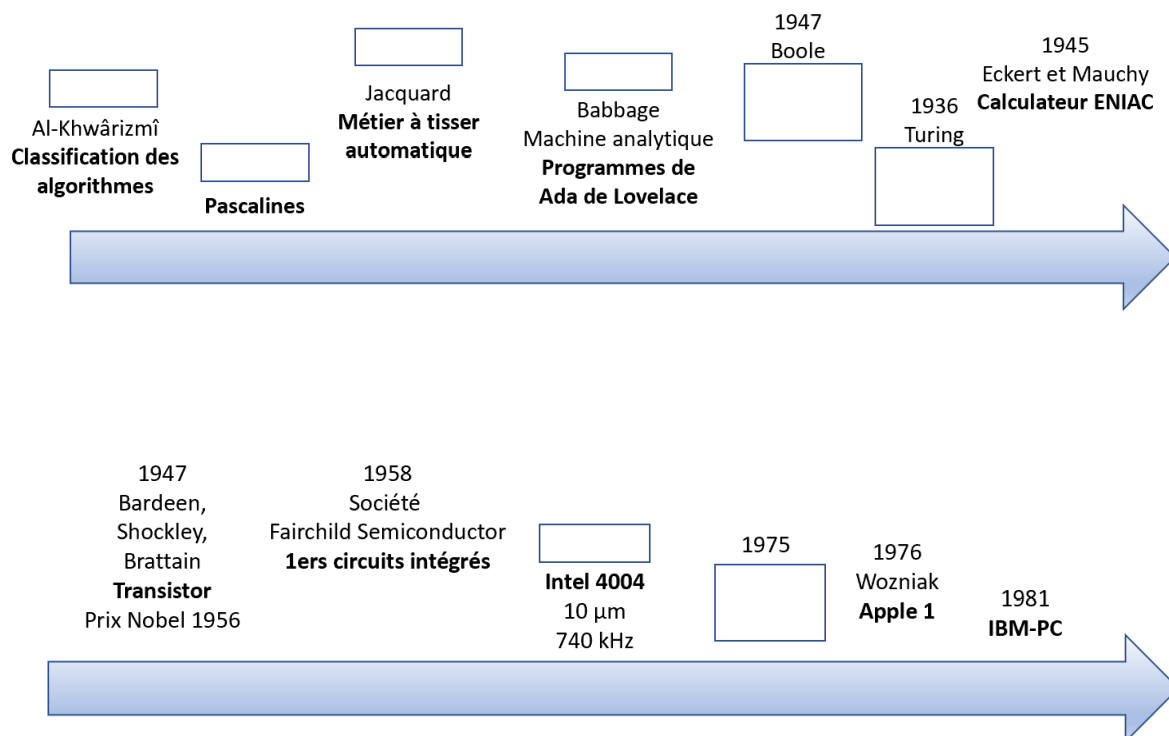 Al-Khwârizmî
Classification des
algorithmes
Pascalines
Jacquard
Métier à tisser
automatique
Babbage
Machine analytique
Programmes de
Ada de Lovelace
1947
Boole
1936
Turing
1945
Eckert et Mauchy
Calculateur ENIAC
1947
Bardeen,
Shockley,
Brattain
Transistor
Prix Nobel 1956
1958
Société
Fairchild Semiconductor
1ers circuits intégrés
Intel 4004
10 µm
740 kHz
1975
1976
Wozniak
Apple 1
1981
IBM-PC